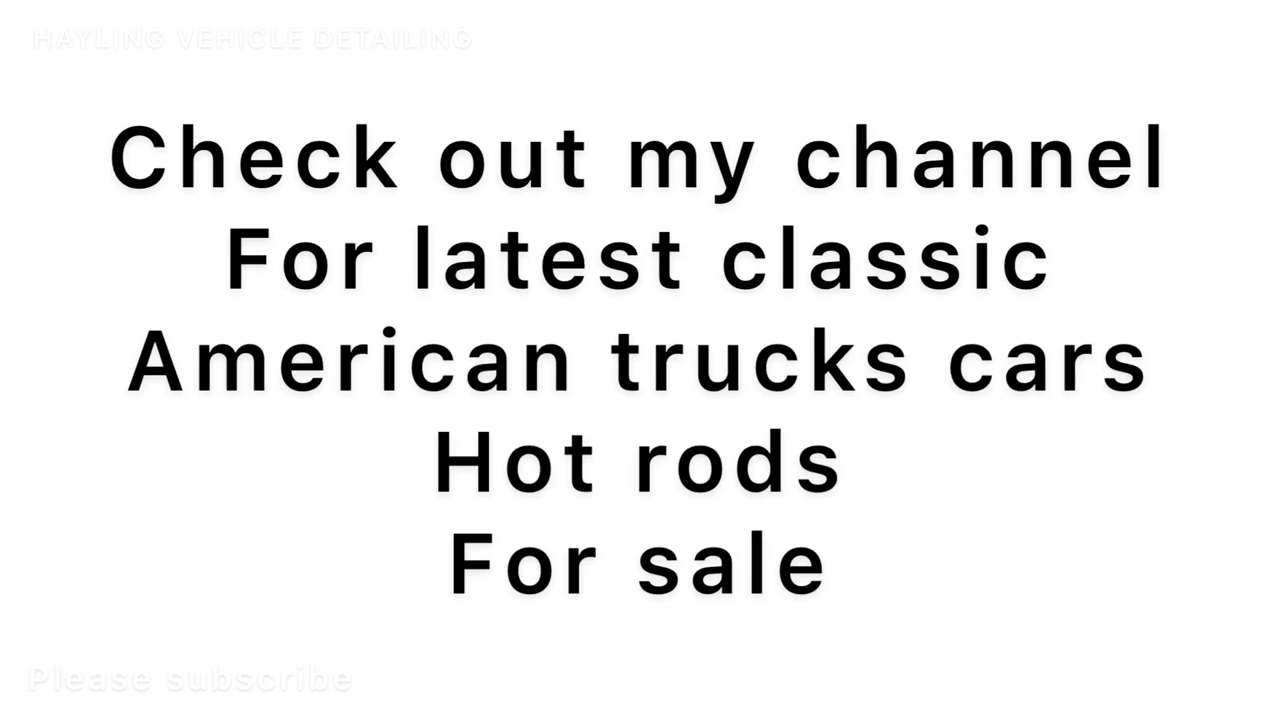 HAYLING VEHICLE DETAILING
Check out my channel
For latest classic
American trucks cars
Hot rods
For sale
Please subscribe